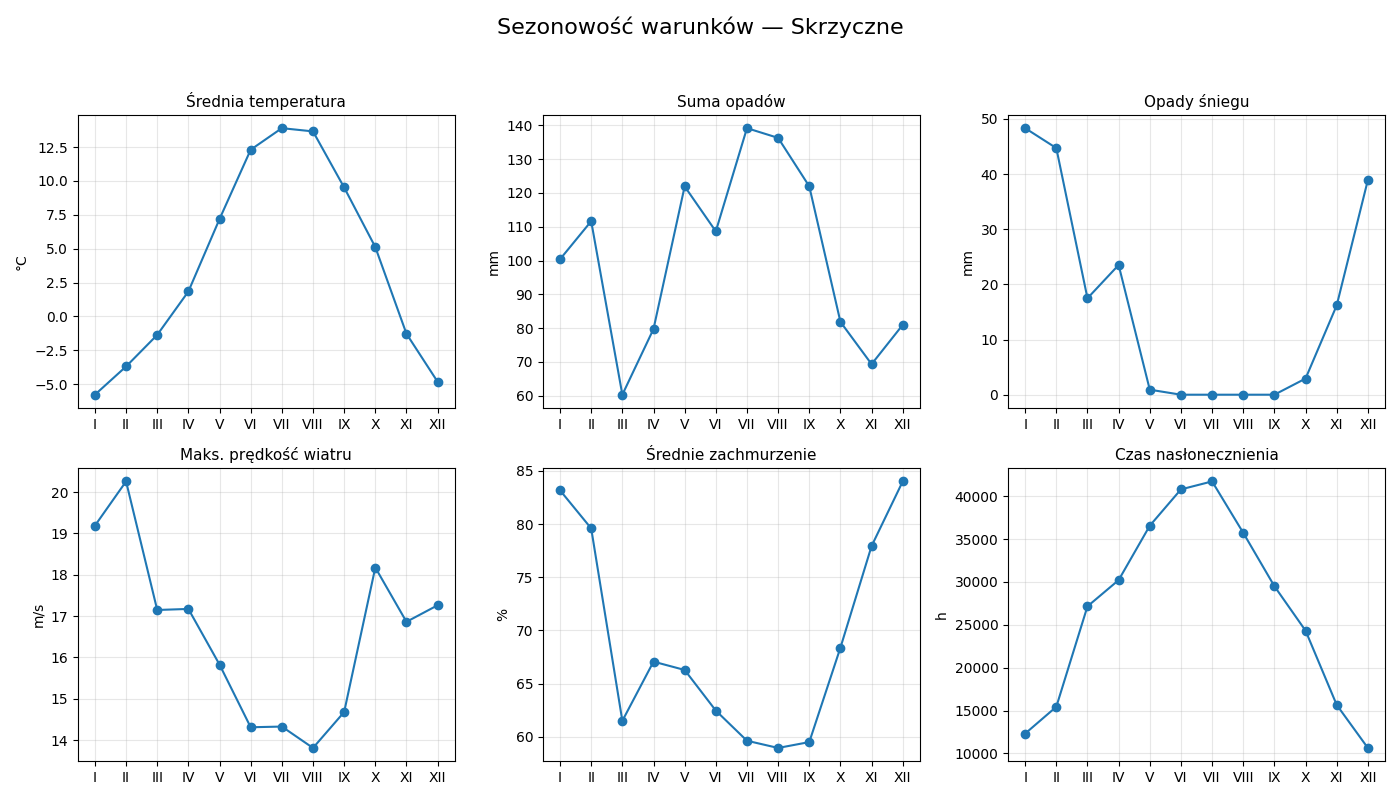 Sezonowość warunków — Skrzyczne
Średnia temperatura
12.5
10.0
7.5
5.0
2.5
0.0
−2.5
−5.0
°C
I II III IV V VI VII VIII IX X XI XII
Suma opadów
140
130
120
110
100
90
80
70
60
mm
I II III IV V VI VII VIII IX X XI XII
Opady śniegu
50
40
30
20
10
0
mm
I II III IV V VI VII VIII IX X XI XII
Maks. prędkość wiatru
20
19
18
17
16
15
14
m/s
I II III IV V VI VII VIII IX X XI XII
Średnie zachmurzenie
85
80
75
70
65
60
%
I II III IV V VI VII VIII IX X XI XII
Czas nasłonecznienia
40000
35000
30000
25000
20000
15000
10000
h
I II III IV V VI VII VIII IX X XI XII